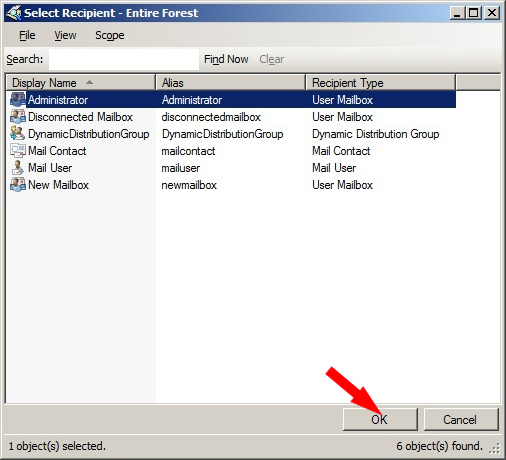 Select Recipient - Entire Forest
File View Scope
Search: Find Now Clear
Display Name Alias Recipient Type
Administrator Administrator User Mailbox
Disconnected Mailbox disconnectedmailbox User Mailbox
DynamicDistributionGroup DynamicDistributionGroup Dynamic Distribution Group
Mail Contact mailcontact Mail Contact
Mail User mailuser Mail User
New Mailbox newmailbox User Mailbox
OK Cancel
1 object(s) selected. 6 object(s) found.